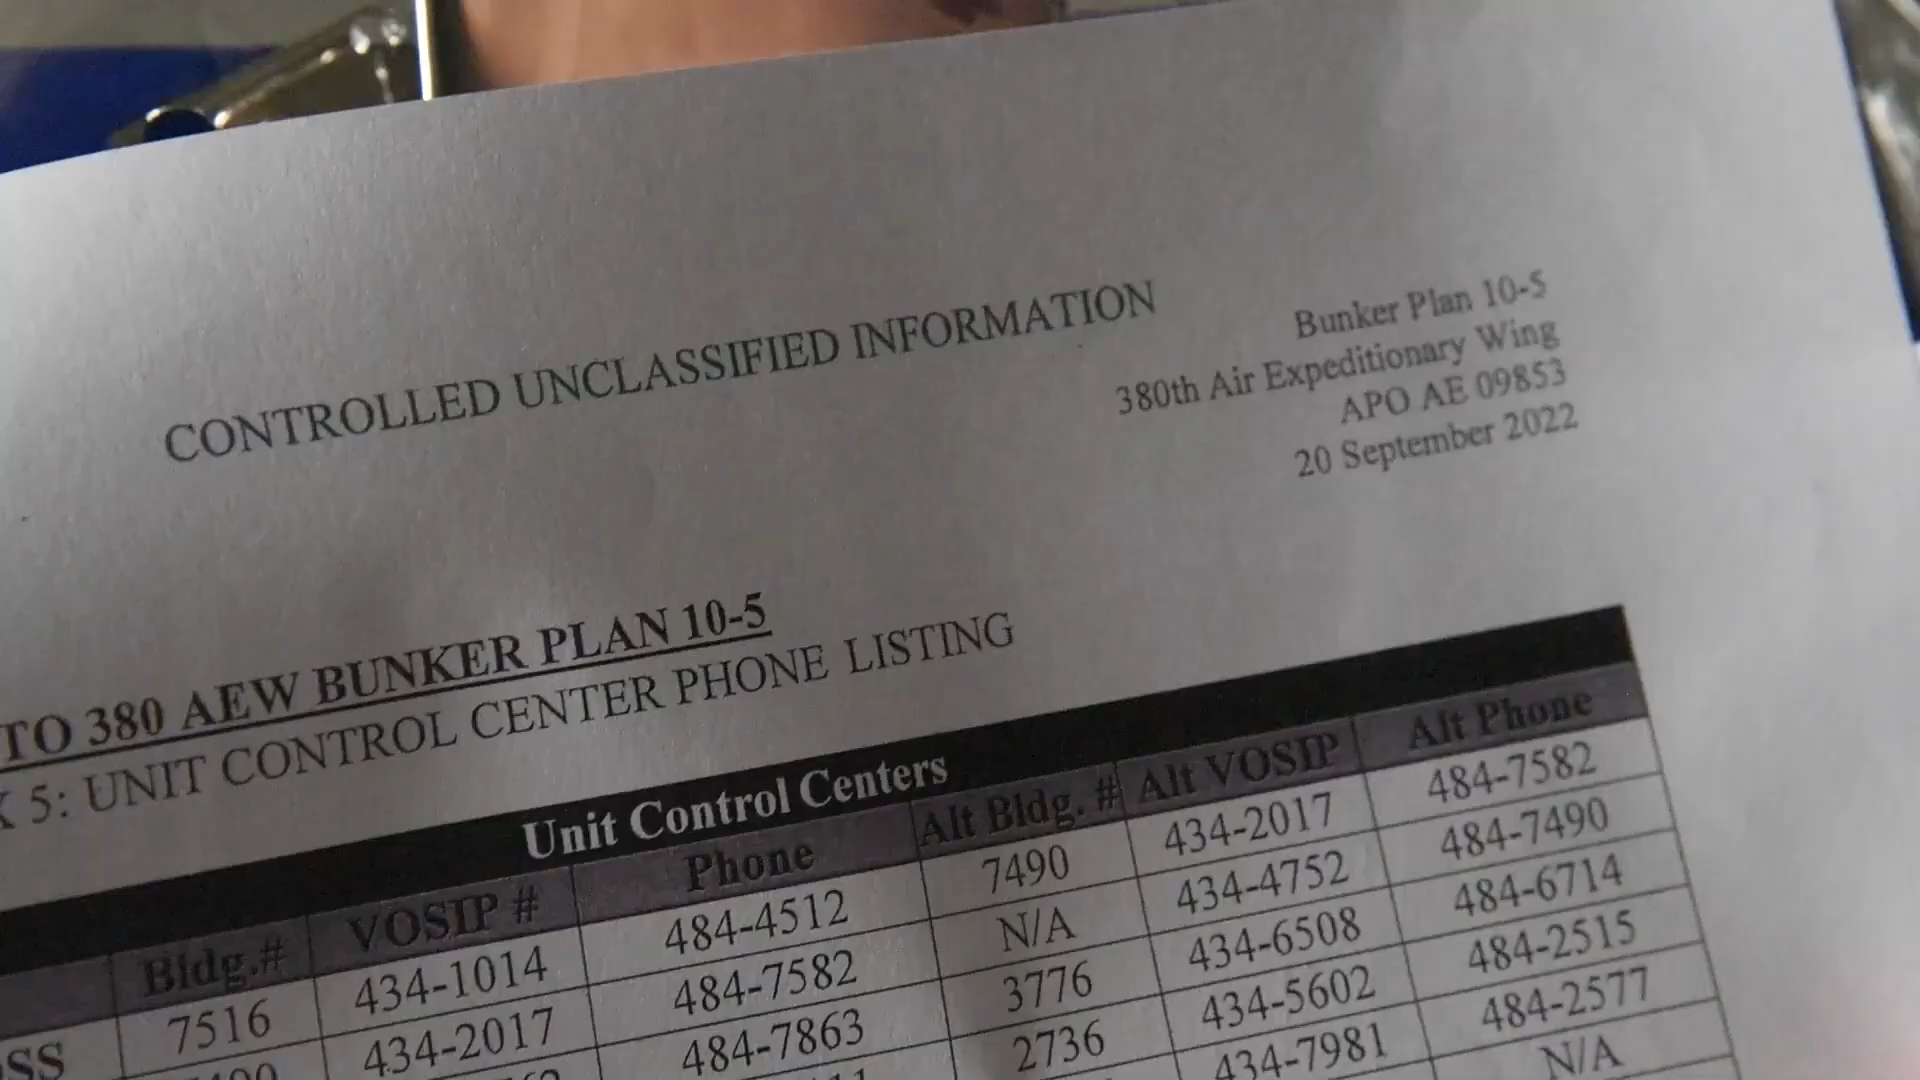 CONTROLLED UNCLASSIFIED INFORMATION
Bunker Plan 10-5
380th Air Expeditionary Wing
APO AE 09853
20 September 2022
TO 380 AEW BUNKER PLAN 10-5
5: UNIT CONTROL CENTER PHONE LISTING
Unit Control Centers
Bldg.# VOSIP # Phone Alt Bldg. # Alt VOSIP Alt Phone
7516 434-1014 484-4512 7490 434-2017 484-7582
SS 434-2017 484-7582 N/A 434-4752 484-7490
484-7863 3776 434-6508 484-6714
2736 434-5602 484-2515
434-7981 484-2577
N/A